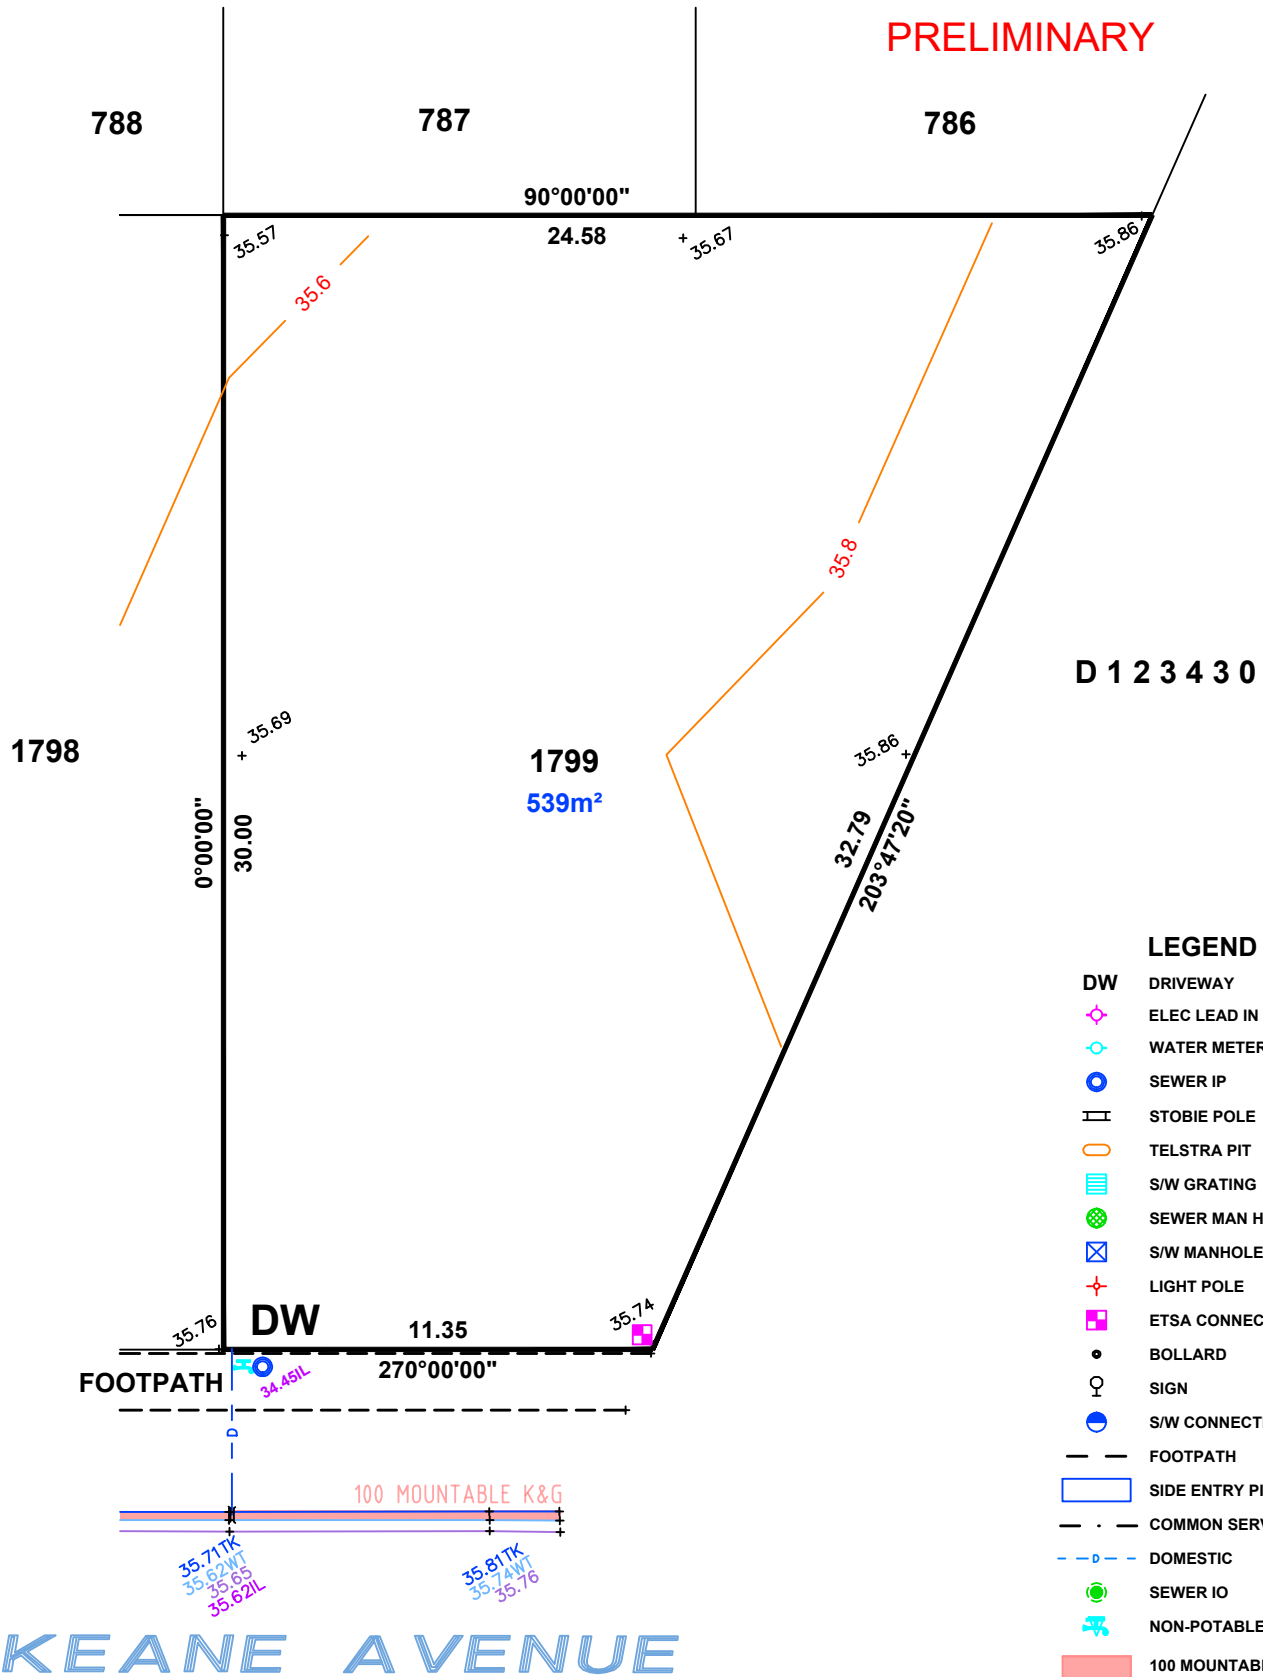 PRELIMINARY
788
787
786
90°00'00"
24.58
35.57
35.67
35.86
35.6
35.8
D 1 2 3 4 3 0
35.69
1798
1799
539m²
35.86
0°00'00"
30.00
32.79
203°47'20"
35.76
DW
11.35
35.74
270°00'00"
FOOTPATH
34.45IL
D
100 MOUNTABLE K&G
35.71TK
35.62WT
35.65
35.62IL
35.81TK
35.74WT
35.76
KEANE AVENUE
LEGEND
DW DRIVEWAY
ELEC LEAD IN
WATER METER
SEWER IP
STOBIE POLE
TELSTRA PIT
S/W GRATING
SEWER MAN H
S/W MANHOLE
LIGHT POLE
ETSA CONNEC
BOLLARD
SIGN
S/W CONNECT
FOOTPATH
SIDE ENTRY PI
COMMON SERV
D DOMESTIC
SEWER IO
NON-POTABLE
100 MOUNTABL